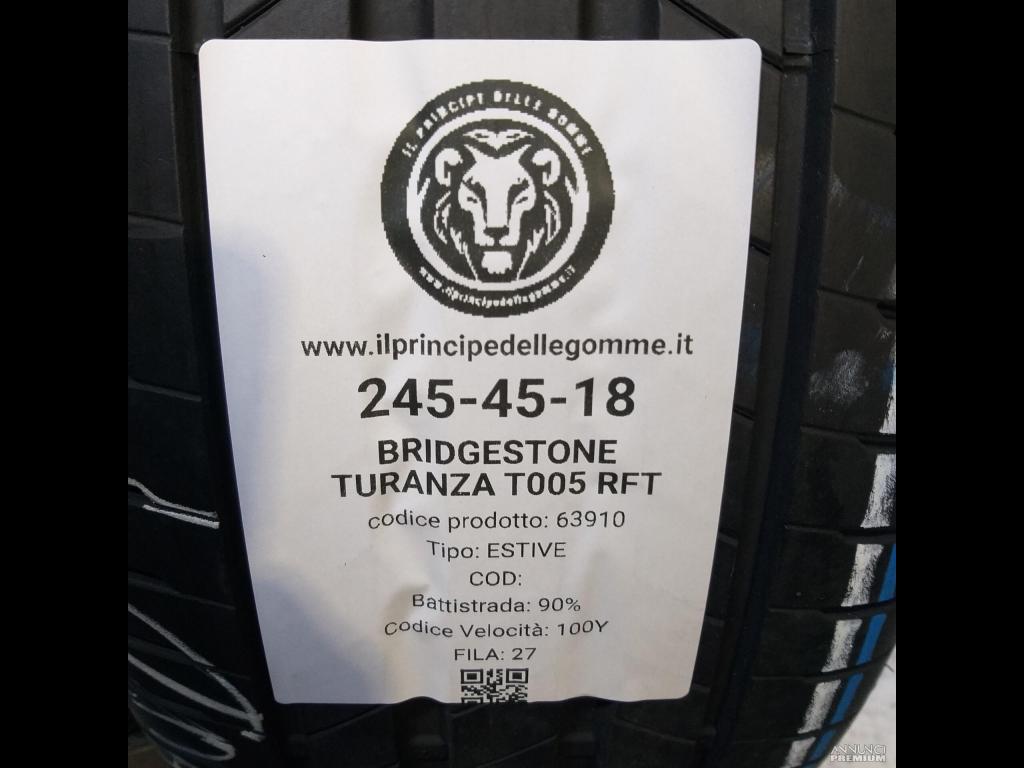 IL PRINCIPE DELLE GOMME
www.ilprincipedellegomme.it
www.ilprincipedellegomme.it
245-45-18
BRIDGESTONE
TURANZA T005 RFT
codice prodotto: 63910
Tipo: ESTIVE
COD:
Battistrada: 90%
Codice Velocità: 100Y
FILA: 27
ANNUNCI
PREMIUM